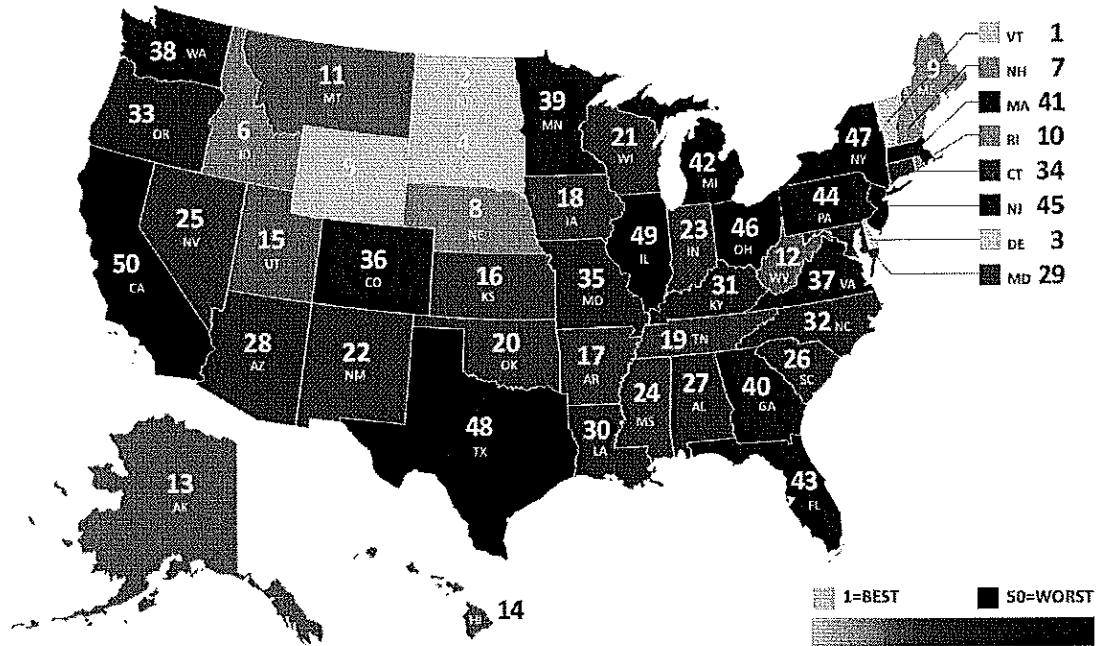 38 WA
33
OR
50
CA
25
NV
6
ID
11
MT
15
UT
28
AZ
36
CO
22
NM
2
4
8
16
KS
20
OK
48
TX
39
MN
18
IA
35
MO
17
AR
30
LA
21
WI
49
IL
42
MI
23
IN
46
OH
31
KY
19 TN
24
MS
27
AL
40
GA
43
FL
26
SC
32 NC
37 VA
12
WV
44
PA
47
NY
9
VT 1
NH 7
MA 41
RI 10
CT 34
NJ 45
DE 3
MD 29
13
AK
14
HI
1=BEST
50=WORST